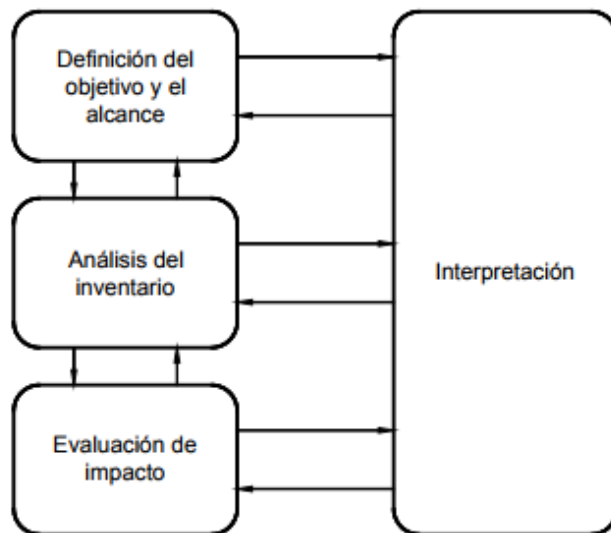 Definición del
objetivo y el
alcance
Análisis del
inventario
Interpretación
Evaluación de
impacto